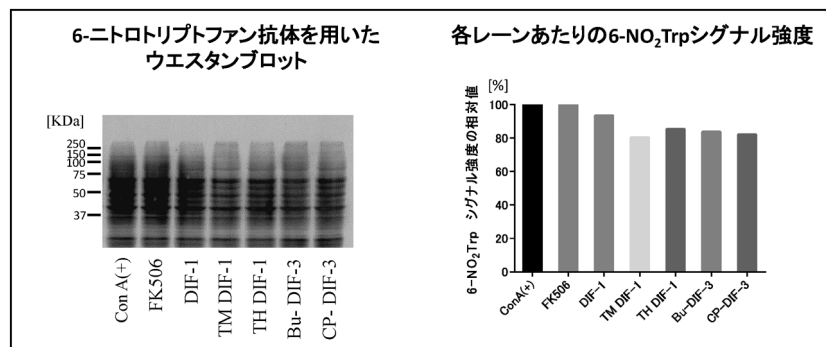 6-ニトロトリプトファン抗体を用いた
ウエスタンブロット
[KDa]
250
150
100
75
50
37
Con A(+)
FK506
DIF-1
TM DIF-1
TH DIF-1
Bu- DIF-3
CP- DIF-3
各レーンあたりの6-NO₂Trpシグナル強度
[%]
6-NO2Trp シグナル強度の相対値
100
80
60
40
20
0
ConA(+)
FK506
DIF-1
TM DIF-1
TH DIF-1
Bu-DIF-3
CP-DIF-3